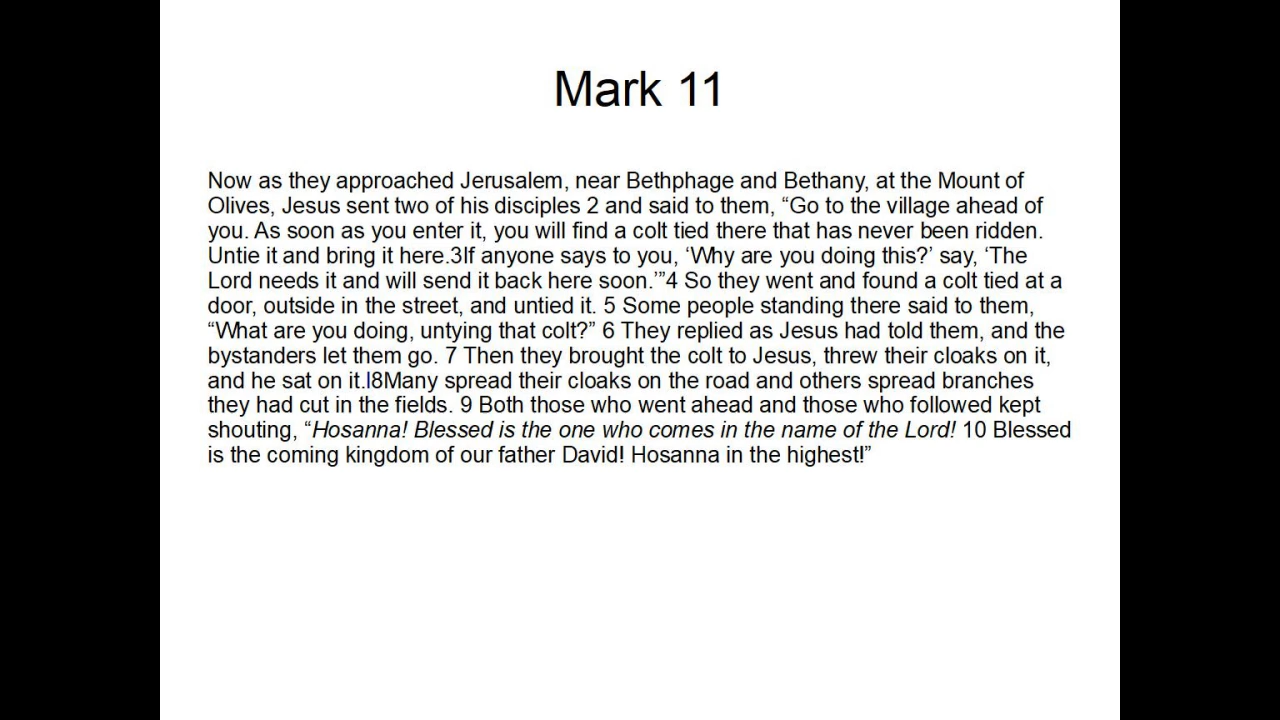 Mark 11
Now as they approached Jerusalem, near Bethphage and Bethany, at the Mount of
Olives, Jesus sent two of his disciples 2 and said to them, “Go to the village ahead of
you. As soon as you enter it, you will find a colt tied there that has never been ridden.
Untie it and bring it here.3If anyone says to you, ‘Why are you doing this?’ say, ‘The
Lord needs it and will send it back here soon.’”4 So they went and found a colt tied at a
door, outside in the street, and untied it. 5 Some people standing there said to them,
“What are you doing, untying that colt?” 6 They replied as Jesus had told them, and the
bystanders let them go. 7 Then they brought the colt to Jesus, threw their cloaks on it,
and he sat on it.l8Many spread their cloaks on the road and others spread branches
they had cut in the fields. 9 Both those who went ahead and those who followed kept
shouting, “Hosanna! Blessed is the one who comes in the name of the Lord! 10 Blessed
is the coming kingdom of our father David! Hosanna in the highest!”